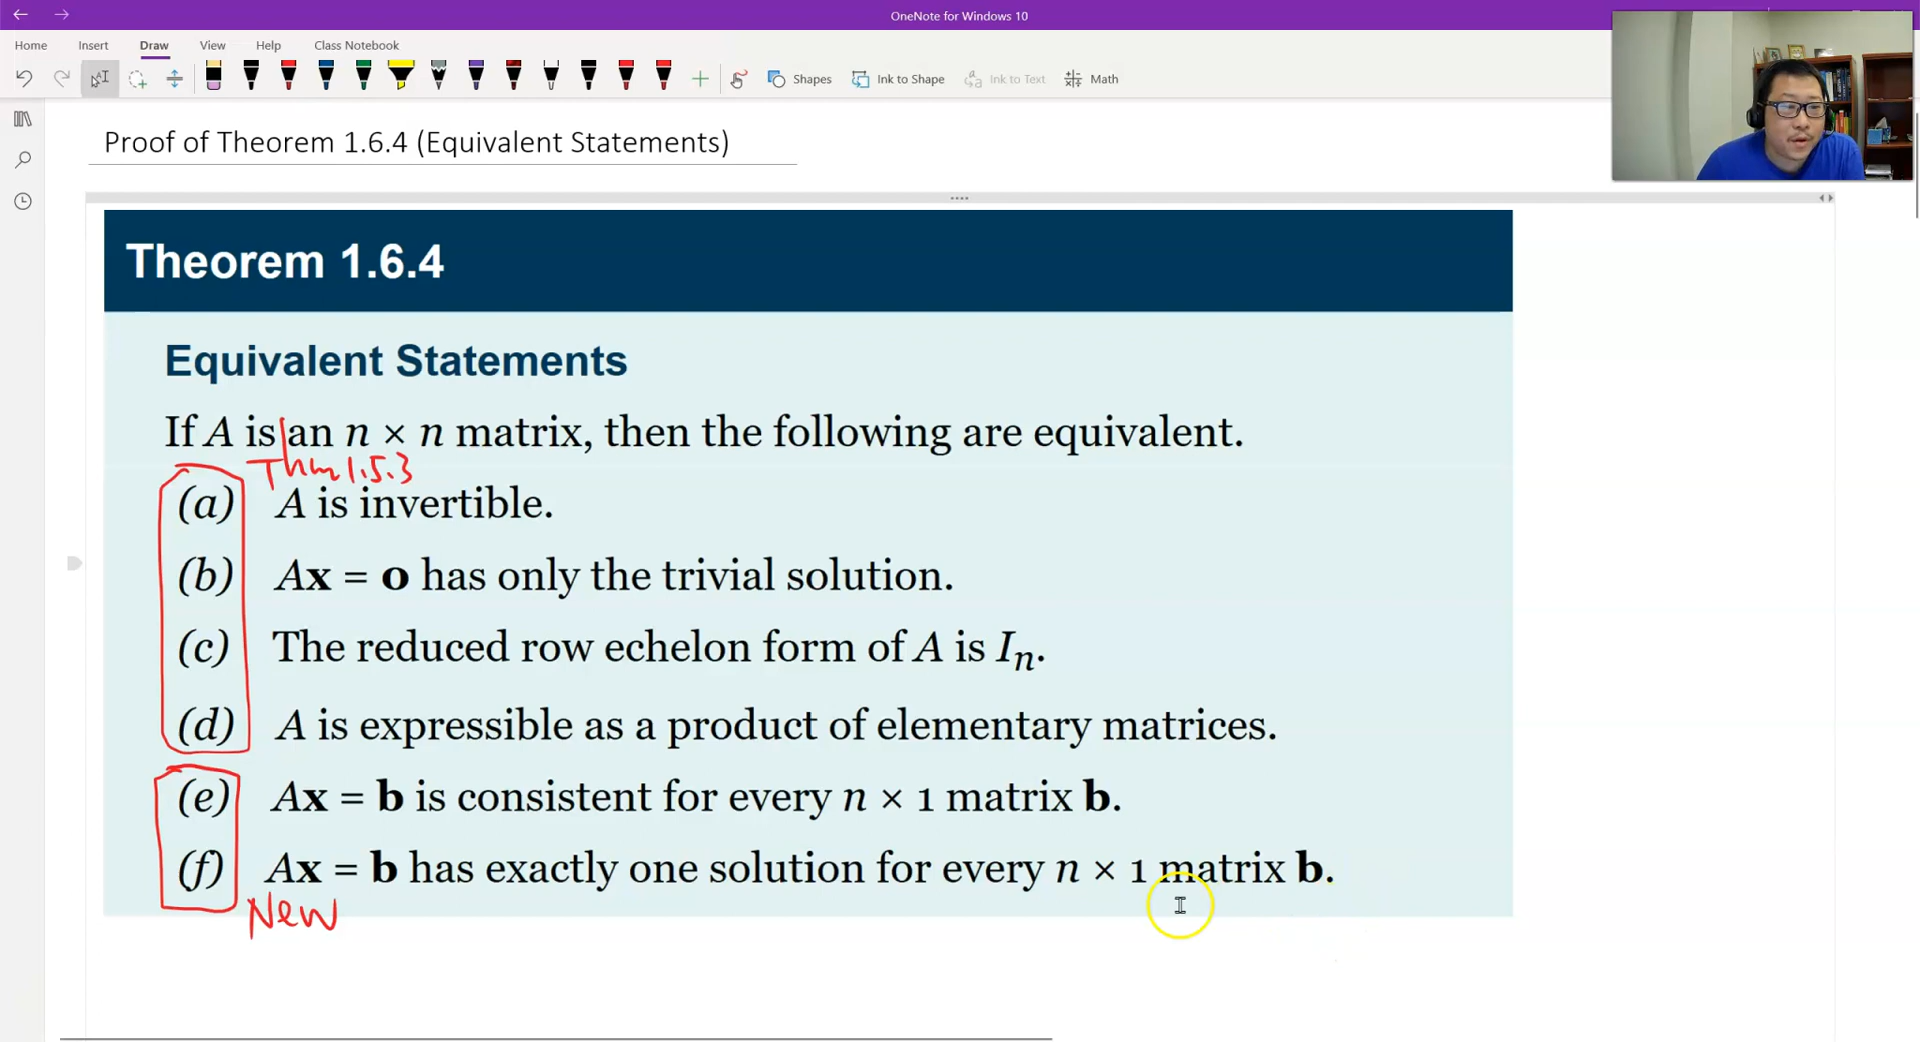 OneNote for Windows 10
Home Insert Draw View Help Class Notebook
Shapes Ink to Shape Ink to Text Math
Proof of Theorem 1.6.4 (Equivalent Statements)
Theorem 1.6.4
Equivalent Statements
If A is an n × n matrix, then the following are equivalent.
Thm 1.5.3
(a) A is invertible.
(b) Ax = 0 has only the trivial solution.
(c) The reduced row echelon form of A is Iₙ.
(d) A is expressible as a product of elementary matrices.
(e) Ax = b is consistent for every n × 1 matrix b.
(f) Ax = b has exactly one solution for every n × 1 matrix b.
New